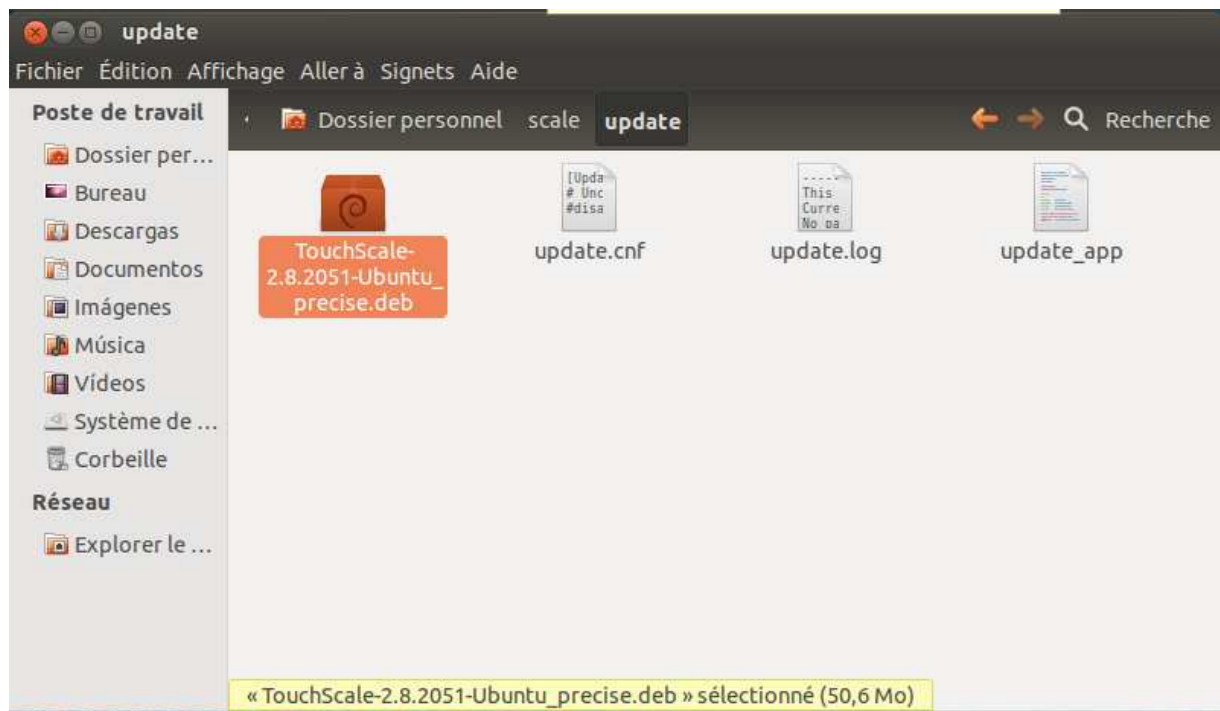 update
Fichier Édition Affichage Aller à Signets Aide
Poste de travail
Dossier per...
Bureau
Descargas
Documentos
Imágenes
Música
Vídeos
Système de ...
Corbeille
Réseau
Explorer le ...
Dossier personnel scale update
Recherche
TouchScale-
2.8.2051-Ubuntu_
precise.deb
[Upda
# Unc
#disa
update.cnf
-----
This
Curre
No pa
update.log
update_app
« TouchScale-2.8.2051-Ubuntu_precise.deb » sélectionné (50,6 Mo)